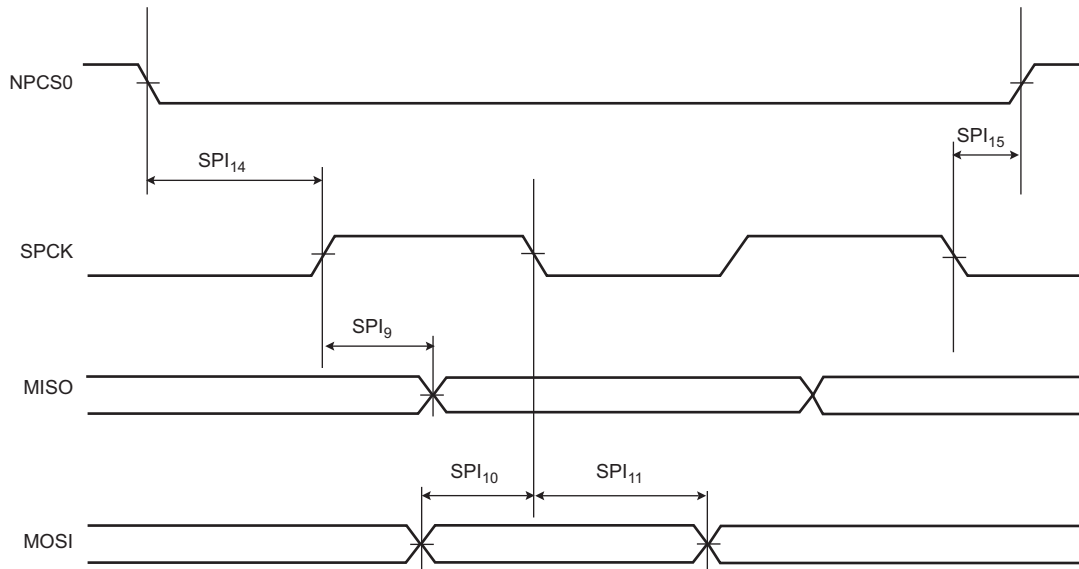 NPCS0
SPI₁₅
SPI₁₄
SPCK
SPI₉
MISO
SPI₁₀ SPI₁₁
MOSI